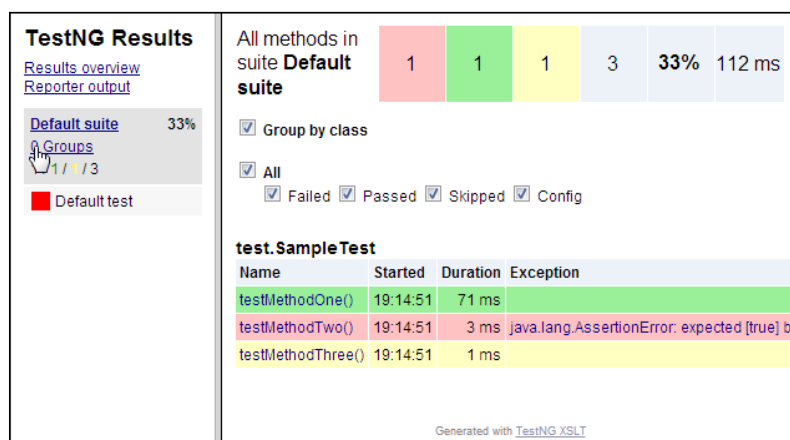 TestNG Results
Results overview
Reporter output
Default suite 33%
0 Groups
1 / 1 / 3
Default test
All methods in
suite Default
suite
1 1 1 3 33% 112 ms
Group by class
All
Failed Passed Skipped Config
test.SampleTest
Name Started Duration Exception
testMethodOne() 19:14:51 71 ms
testMethodTwo() 19:14:51 3 ms java.lang.AssertionError: expected [true] b
testMethodThree() 19:14:51 1 ms
Generated with TestNG XSLT